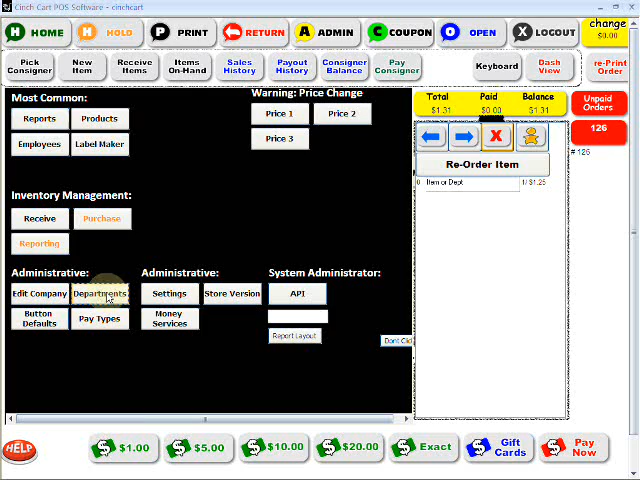 Cinch Cart POS Software - cinchcart
H HOME
H HOLD
P PRINT
RETURN
A ADMIN
C COUPON
O OPEN
X LOGOUT
change
$0.00
Pick
Consigner
New
Item
Receive
Items
Items
On-Hand
Sales
History
Payout
History
Consigner
Balance
Pay
Consigner
Keyboard
Dash
View
re-Print
Order
Most Common:
Reports
Products
Employees
Label Maker
Warning: Price Change
Price 1
Price 2
Price 3
Total
Paid
Balance
$1.31
$0.00
$1.31
Unpaid
Orders
126
# 126
X
Re-Order Item
0 Item or Dept
1/ $1.25
Inventory Management:
Receive
Purchase
Reporting
Administrative:
Edit Company
Departments
Button
Defaults
Pay Types
Administrative:
Settings
Store Version
Money
Services
System Administrator:
API
Report Layout
Dont Clic
HELP
$1.00
$5.00
$10.00
$20.00
Exact
Gift
Cards
Pay
Now